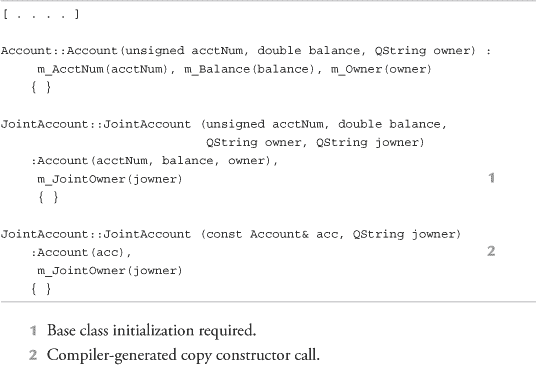 [ . . . . ]
Account::Account(unsigned acctNum, double balance, QString owner) :
m_AcctNum(acctNum), m_Balance(balance), m_Owner(owner)
{ }
JointAccount::JointAccount (unsigned acctNum, double balance,
QString owner, QString jowner)
:Account(acctNum, balance, owner),
m_JointOwner(jowner) 1
{ }
JointAccount::JointAccount (const Account& acc, QString jowner)
:Account(acc), 2
m_JointOwner(jowner)
{ }
1 Base class initialization required.
2 Compiler-generated copy constructor call.